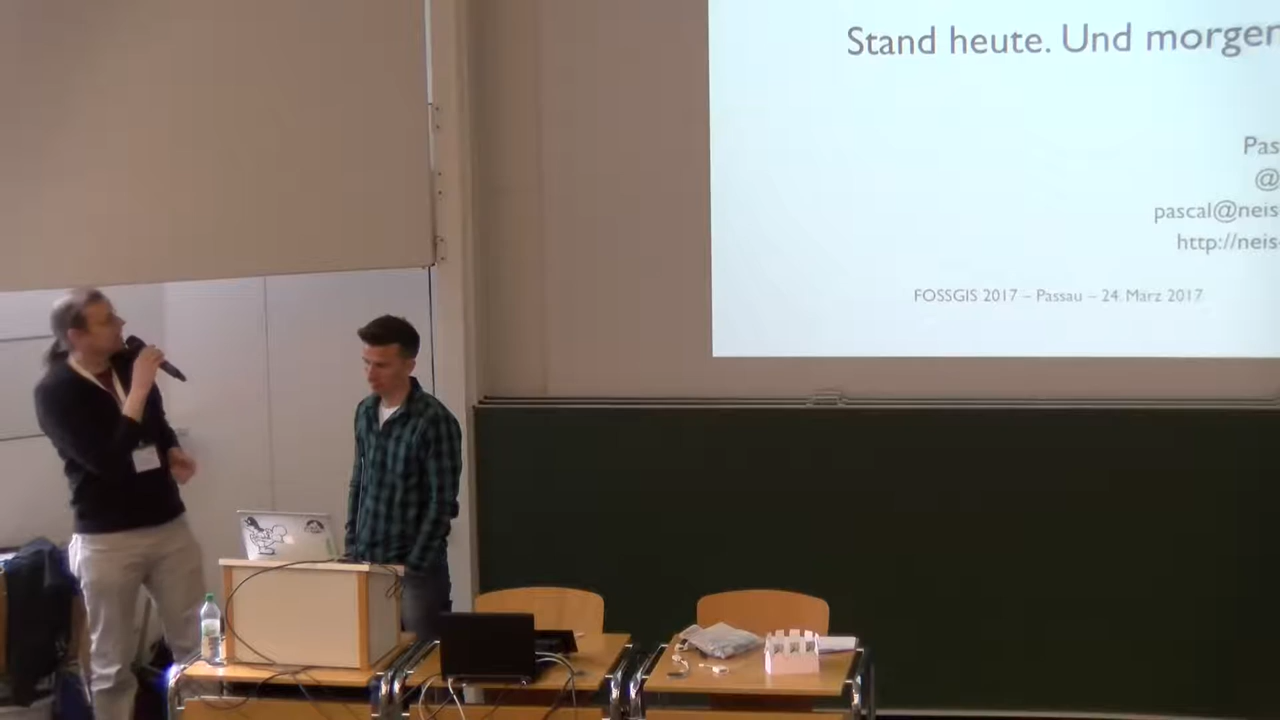 Stand heute. Und morgen
Pas
@
pascal@neis-
http://neis-
FOSSGIS 2017 – Passau – 24. März 2017